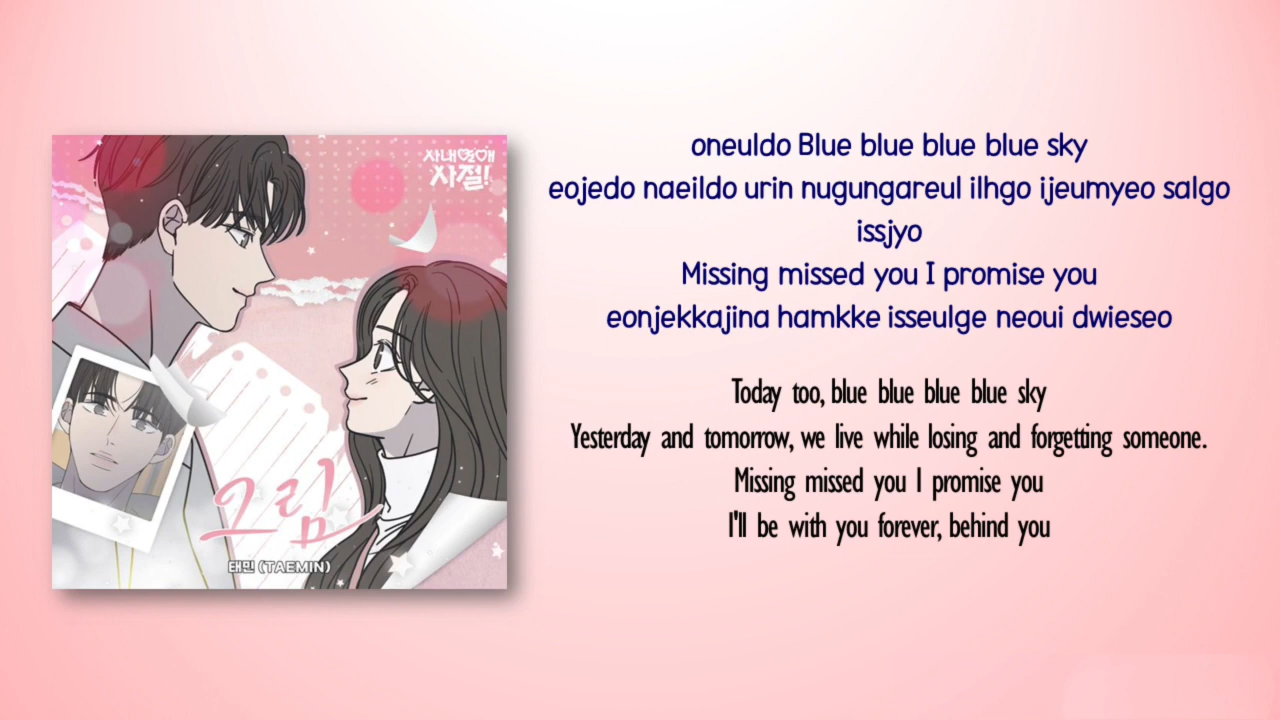 사내연애
사절!
그림
태민 (TAEMIN)
oneuldo Blue blue blue blue sky
eojedo naeildo urin nugungareul ilhgo ijeumyeo salgo
issjyo
Missing missed you I promise you
eonjekkajina hamkke isseulge neoui dwieseo
Today too, blue blue blue blue sky
Yesterday and tomorrow, we live while losing and forgetting someone.
Missing missed you I promise you
I'll be with you forever, behind you